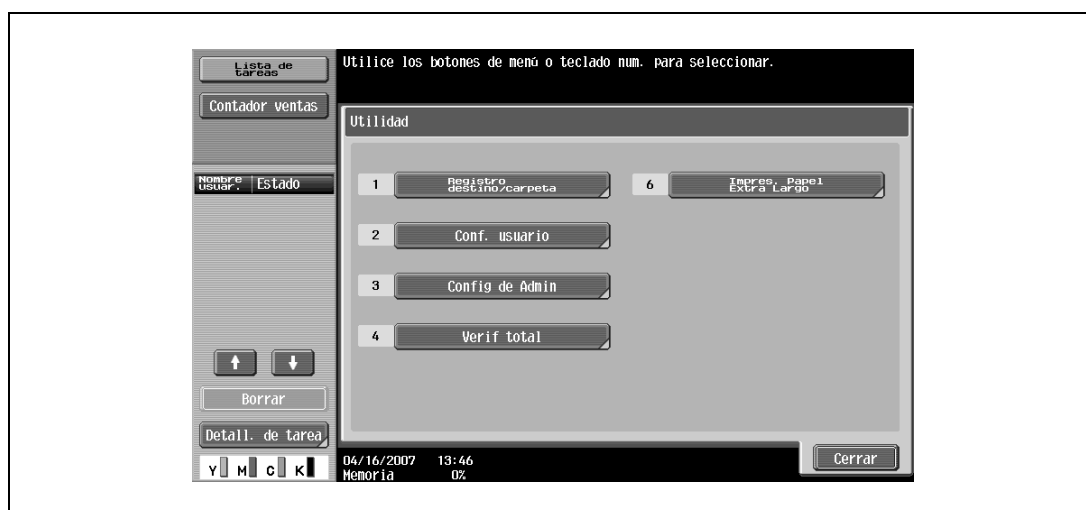 Lista de
tareas
Utilice los botones de menú o teclado num. para seleccionar.
Contador ventas
Utilidad
Nombre
usuar.
Estado
1
Registro
destino/carpeta
6
Impres. Papel
Extra Largo
2
Conf. usuario
3
Config de Admin
4
Verif total
Borrar
Detall. de tarea
Y M C K
04/16/2007 13:46
Memoria 0%
Cerrar